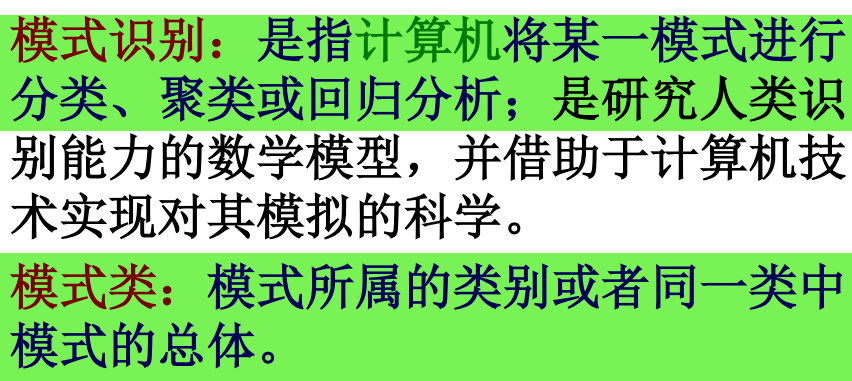 模式识别：是指计算机将某一模式进行
分类、聚类或回归分析；是研究人类识
别能力的数学模型，并借助于计算机技
术实现对其模拟的科学。
模式类：模式所属的类别或者同一类中
模式的总体。